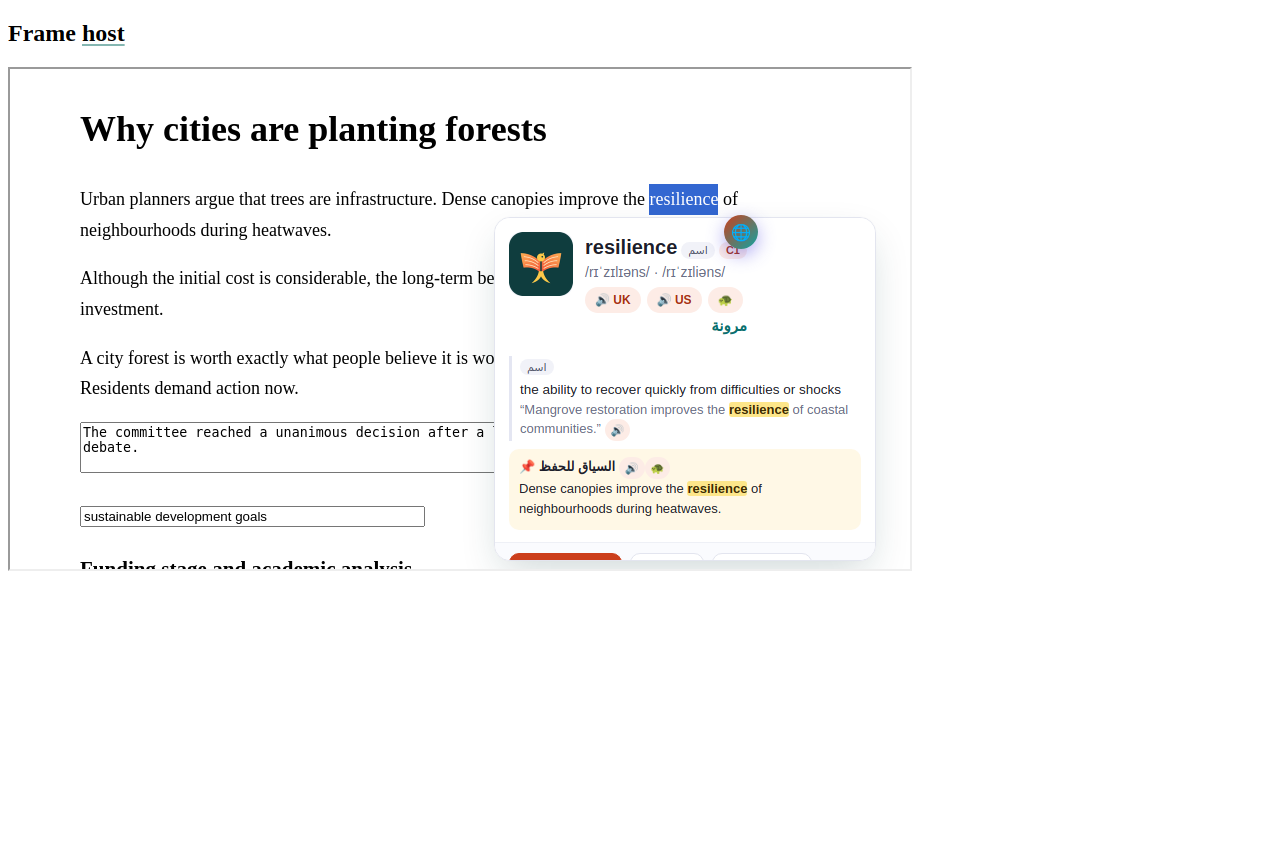 Frame host
Why cities are planting forests
Urban planners argue that trees are infrastructure. Dense canopies improve the resilience of
neighbourhoods during heatwaves.
Although the initial cost is considerable, the long-term be
investment.
A city forest is worth exactly what people believe it is wo
Residents demand action now.
The committee reached a unanimous decision after a
debate.
sustainable development goals
Funding stage and academic analysis
resilience اسم C1
/rɪˈzɪlɪəns/ · /rɪˈzɪliəns/
🔊 UK 🔊 US 🐢
مرونة
اسم
the ability to recover quickly from difficulties or shocks
“Mangrove restoration improves the resilience of coastal
communities.” 🔊
📌 السياق للحفظ 🔊 🐢
Dense canopies improve the resilience of
neighbourhoods during heatwaves.